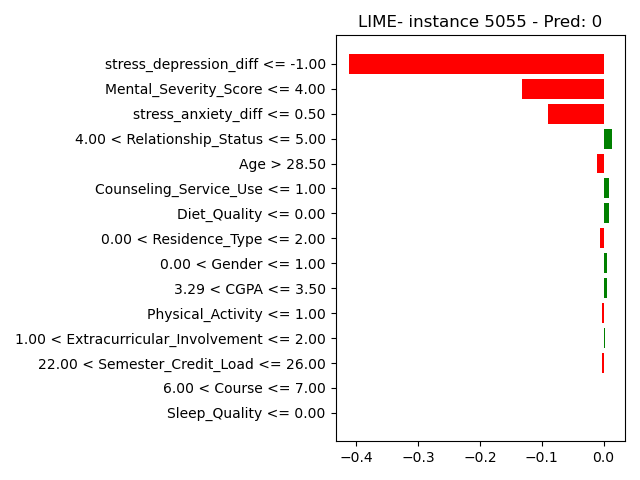 LIME- instance 5055 - Pred: 0
stress_depression_diff <= -1.00
Mental_Severity_Score <= 4.00
stress_anxiety_diff <= 0.50
4.00 < Relationship_Status <= 5.00
Age > 28.50
Counseling_Service_Use <= 1.00
Diet_Quality <= 0.00
0.00 < Residence_Type <= 2.00
0.00 < Gender <= 1.00
3.29 < CGPA <= 3.50
Physical_Activity <= 1.00
1.00 < Extracurricular_Involvement <= 2.00
22.00 < Semester_Credit_Load <= 26.00
6.00 < Course <= 7.00
Sleep_Quality <= 0.00
−0.4 −0.3 −0.2 −0.1 0.0